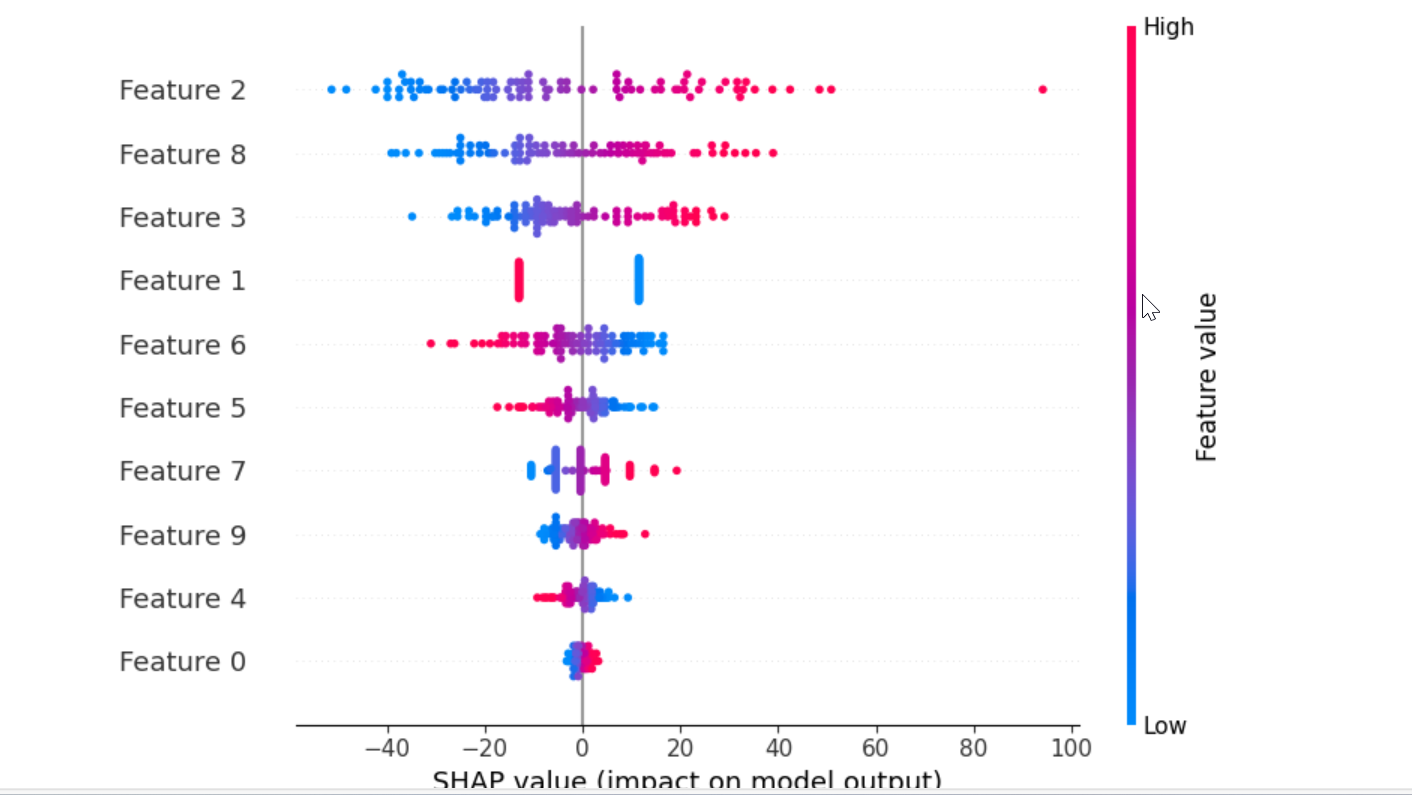 High
Feature 2
Feature 8
Feature 3
Feature 1
Feature 6
Feature 5
Feature 7
Feature 9
Feature 4
Feature 0
Feature value
Low
−40 −20 0 20 40 60 80 100
SHAP value (impact on model output)